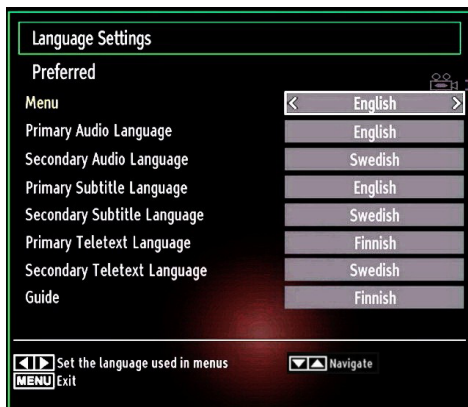 Language Settings
Preferred
Menu < English >
Primary Audio Language English
Secondary Audio Language Swedish
Primary Subtitle Language English
Secondary Subtitle Language Swedish
Primary Teletext Language Finnish
Secondary Teletext Language Swedish
Guide Finnish
Set the language used in menus Navigate
MENU Exit